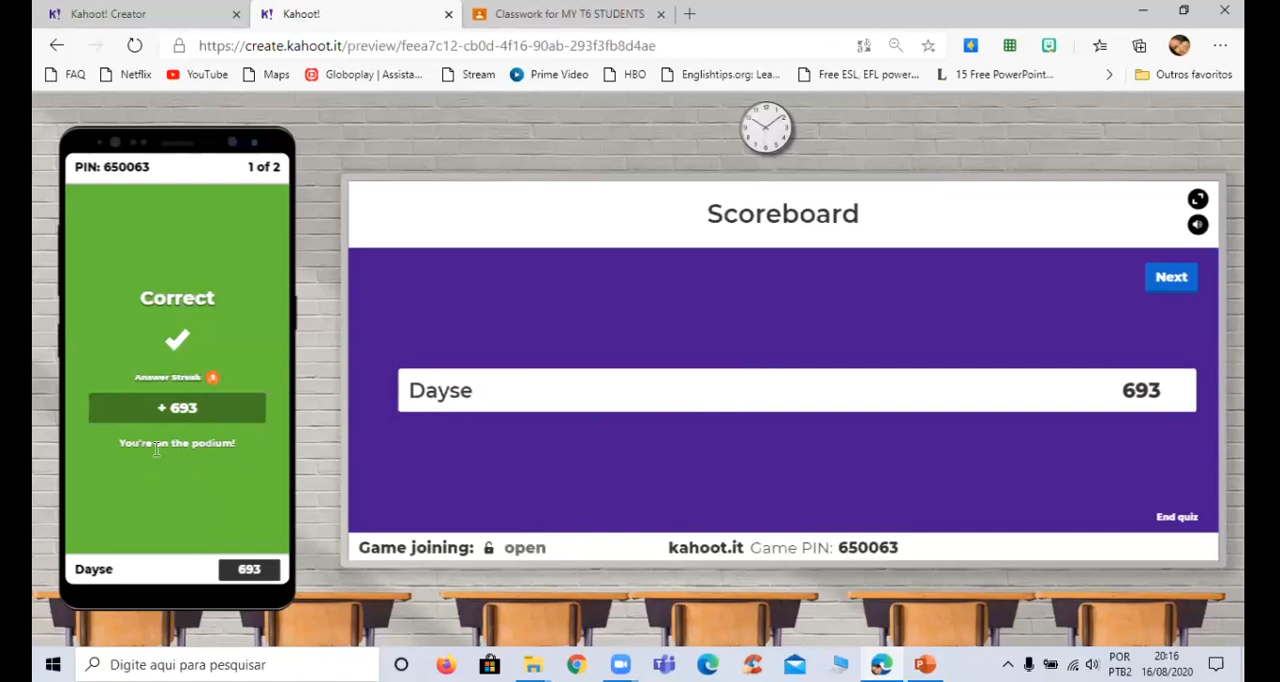 K! Kahoot! Creator
K! Kahoot!
Classwork for MY T6 STUDENTS
https://create.kahoot.it/preview/feea7c12-cb0d-4f16-90ab-293f3fb8d4ae
FAQ
Netflix
YouTube
Maps
Globoplay | Assista...
Stream
Prime Video
HBO
Englishtips.org: Lea...
Free ESL, EFL power...
15 Free PowerPoint...
Outros favoritos
PIN: 650063 1 of 2
Correct
Answer Streak
+ 693
You're on the podium!
Dayse 693
Scoreboard
Next
Dayse 693
End quiz
Game joining: open
kahoot.it Game PIN: 650063
Digite aqui para pesquisar
POR
PTB2
20:16
16/08/2020